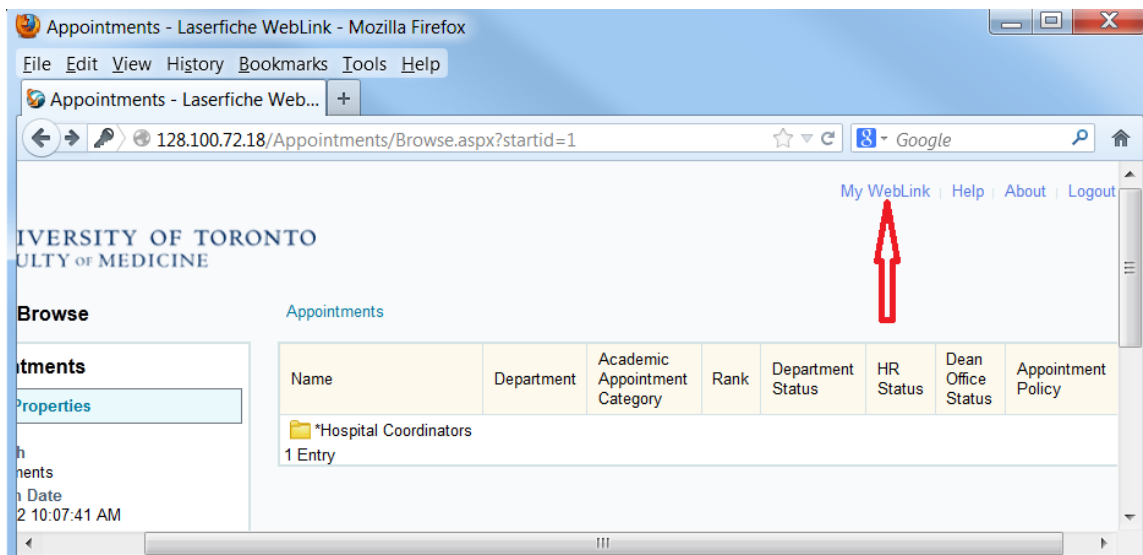 Appointments - Laserfiche WebLink - Mozilla Firefox
File Edit View History Bookmarks Tools Help
Appointments - Laserfiche Web... +
128.100.72.18/Appointments/Browse.aspx?startid=1
Google
My WebLink | Help | About | Logout
IVERSITY OF TORONTO
ULTY OF MEDICINE
Browse
Appointments
tments
Properties
h
nents
n Date
2 10:07:41 AM
Name Department Academic Appointment Category Rank Department Status HR Status Dean Office Status Appointment Policy
*Hospital Coordinators
1 Entry